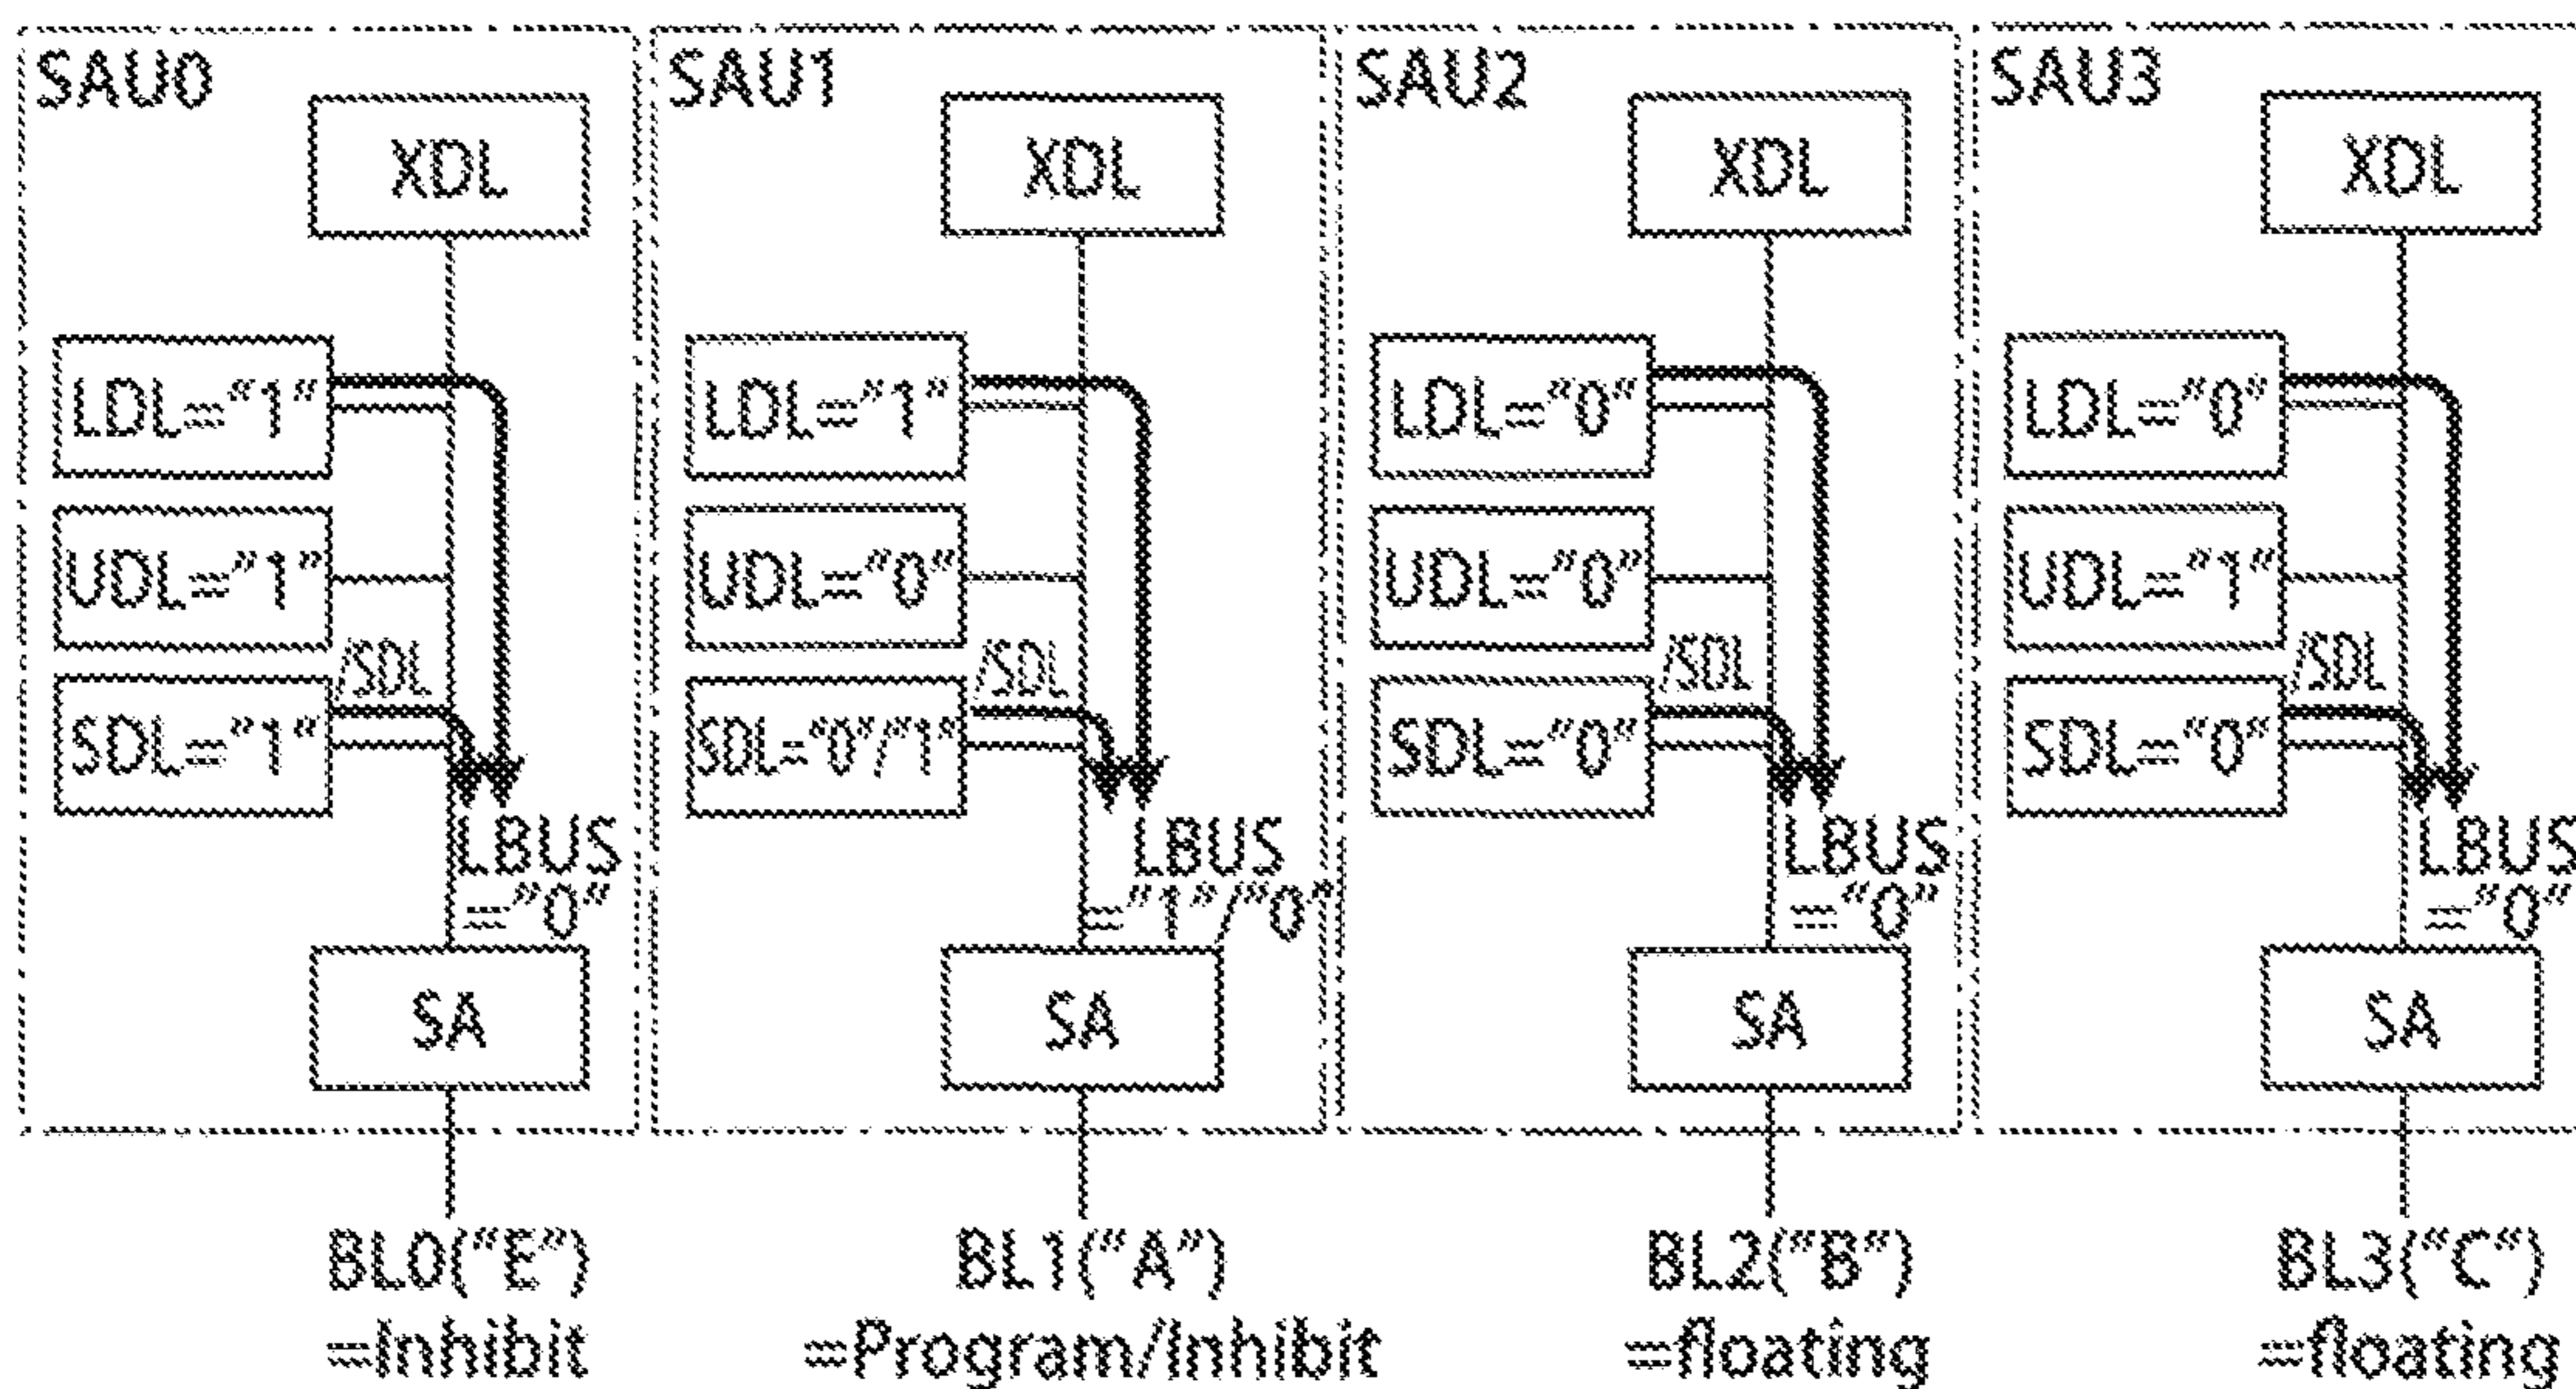 SAU0
XDL
LDL="1"
UDL="1"
/SDL
SDL="1"
LBUS
="0"
SA
BL0("E")
=Inhibit
SAU1
XDL
LDL="1"
UDL="0"
/SDL
SDL="0"/"1"
LBUS
="1"/"0"
SA
BL1("A")
=Program/Inhibit
SAU2
XDL
LDL="0"
UDL="0"
/SDL
SDL="0"
LBUS
="0"
SA
BL2("B")
=floating
SAU3
XDL
LDL="0"
UDL="1"
/SDL
SDL="0"
LBUS
="0"
SA
BL3("C")
=floating